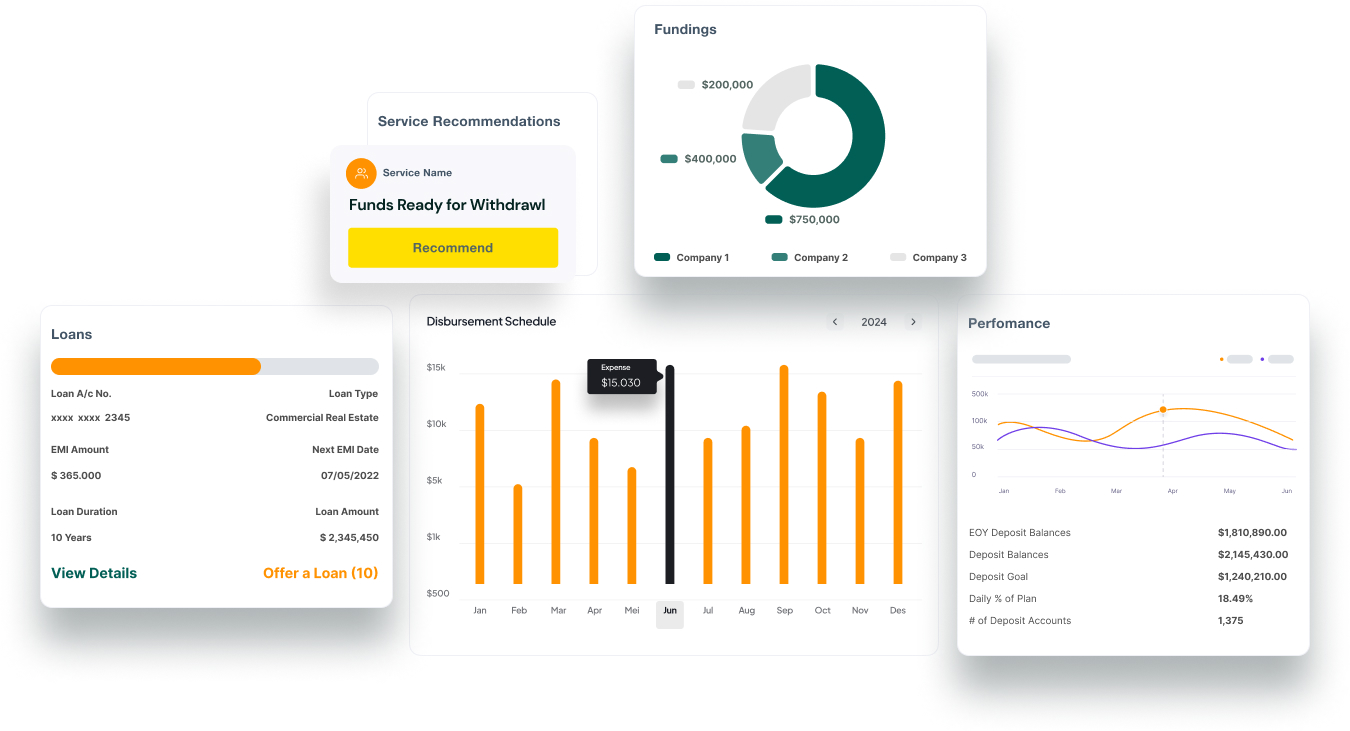 Fundings
$200,000
$400,000
$750,000
Company 1 Company 2 Company 3
Service Recommendations
Service Name
Funds Ready for Withdrawl
Recommend
Loans
Loan A/c No. Loan Type
xxxx xxxx 2345 Commercial Real Estate
EMI Amount Next EMI Date
$ 365.000 07/05/2022
Loan Duration Loan Amount
10 Years $ 2,345,450
View Details Offer a Loan (10)
Disbursement Schedule 2024
$15k
$10k
$5k
$1k
$500
Expense
$15.030
Jan Feb Mar Apr Mei Jun Jul Aug Sep Oct Nov Des
Perfomance
500k
100k
50k
0
Jan Feb Mar Apr May Jun
EOY Deposit Balances $1,810,890.00
Deposit Balances $2,145,430.00
Deposit Goal $1,240,210.00
Daily % of Plan 18.49%
# of Deposit Accounts 1,375